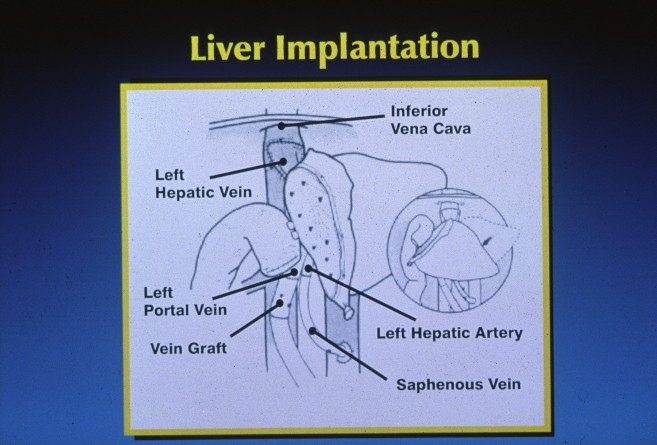 Liver Implantation
Inferior
Vena Cava
Left
Hepatic Vein
Left
Portal Vein
Vein Graft
Left Hepatic Artery
Saphenous Vein